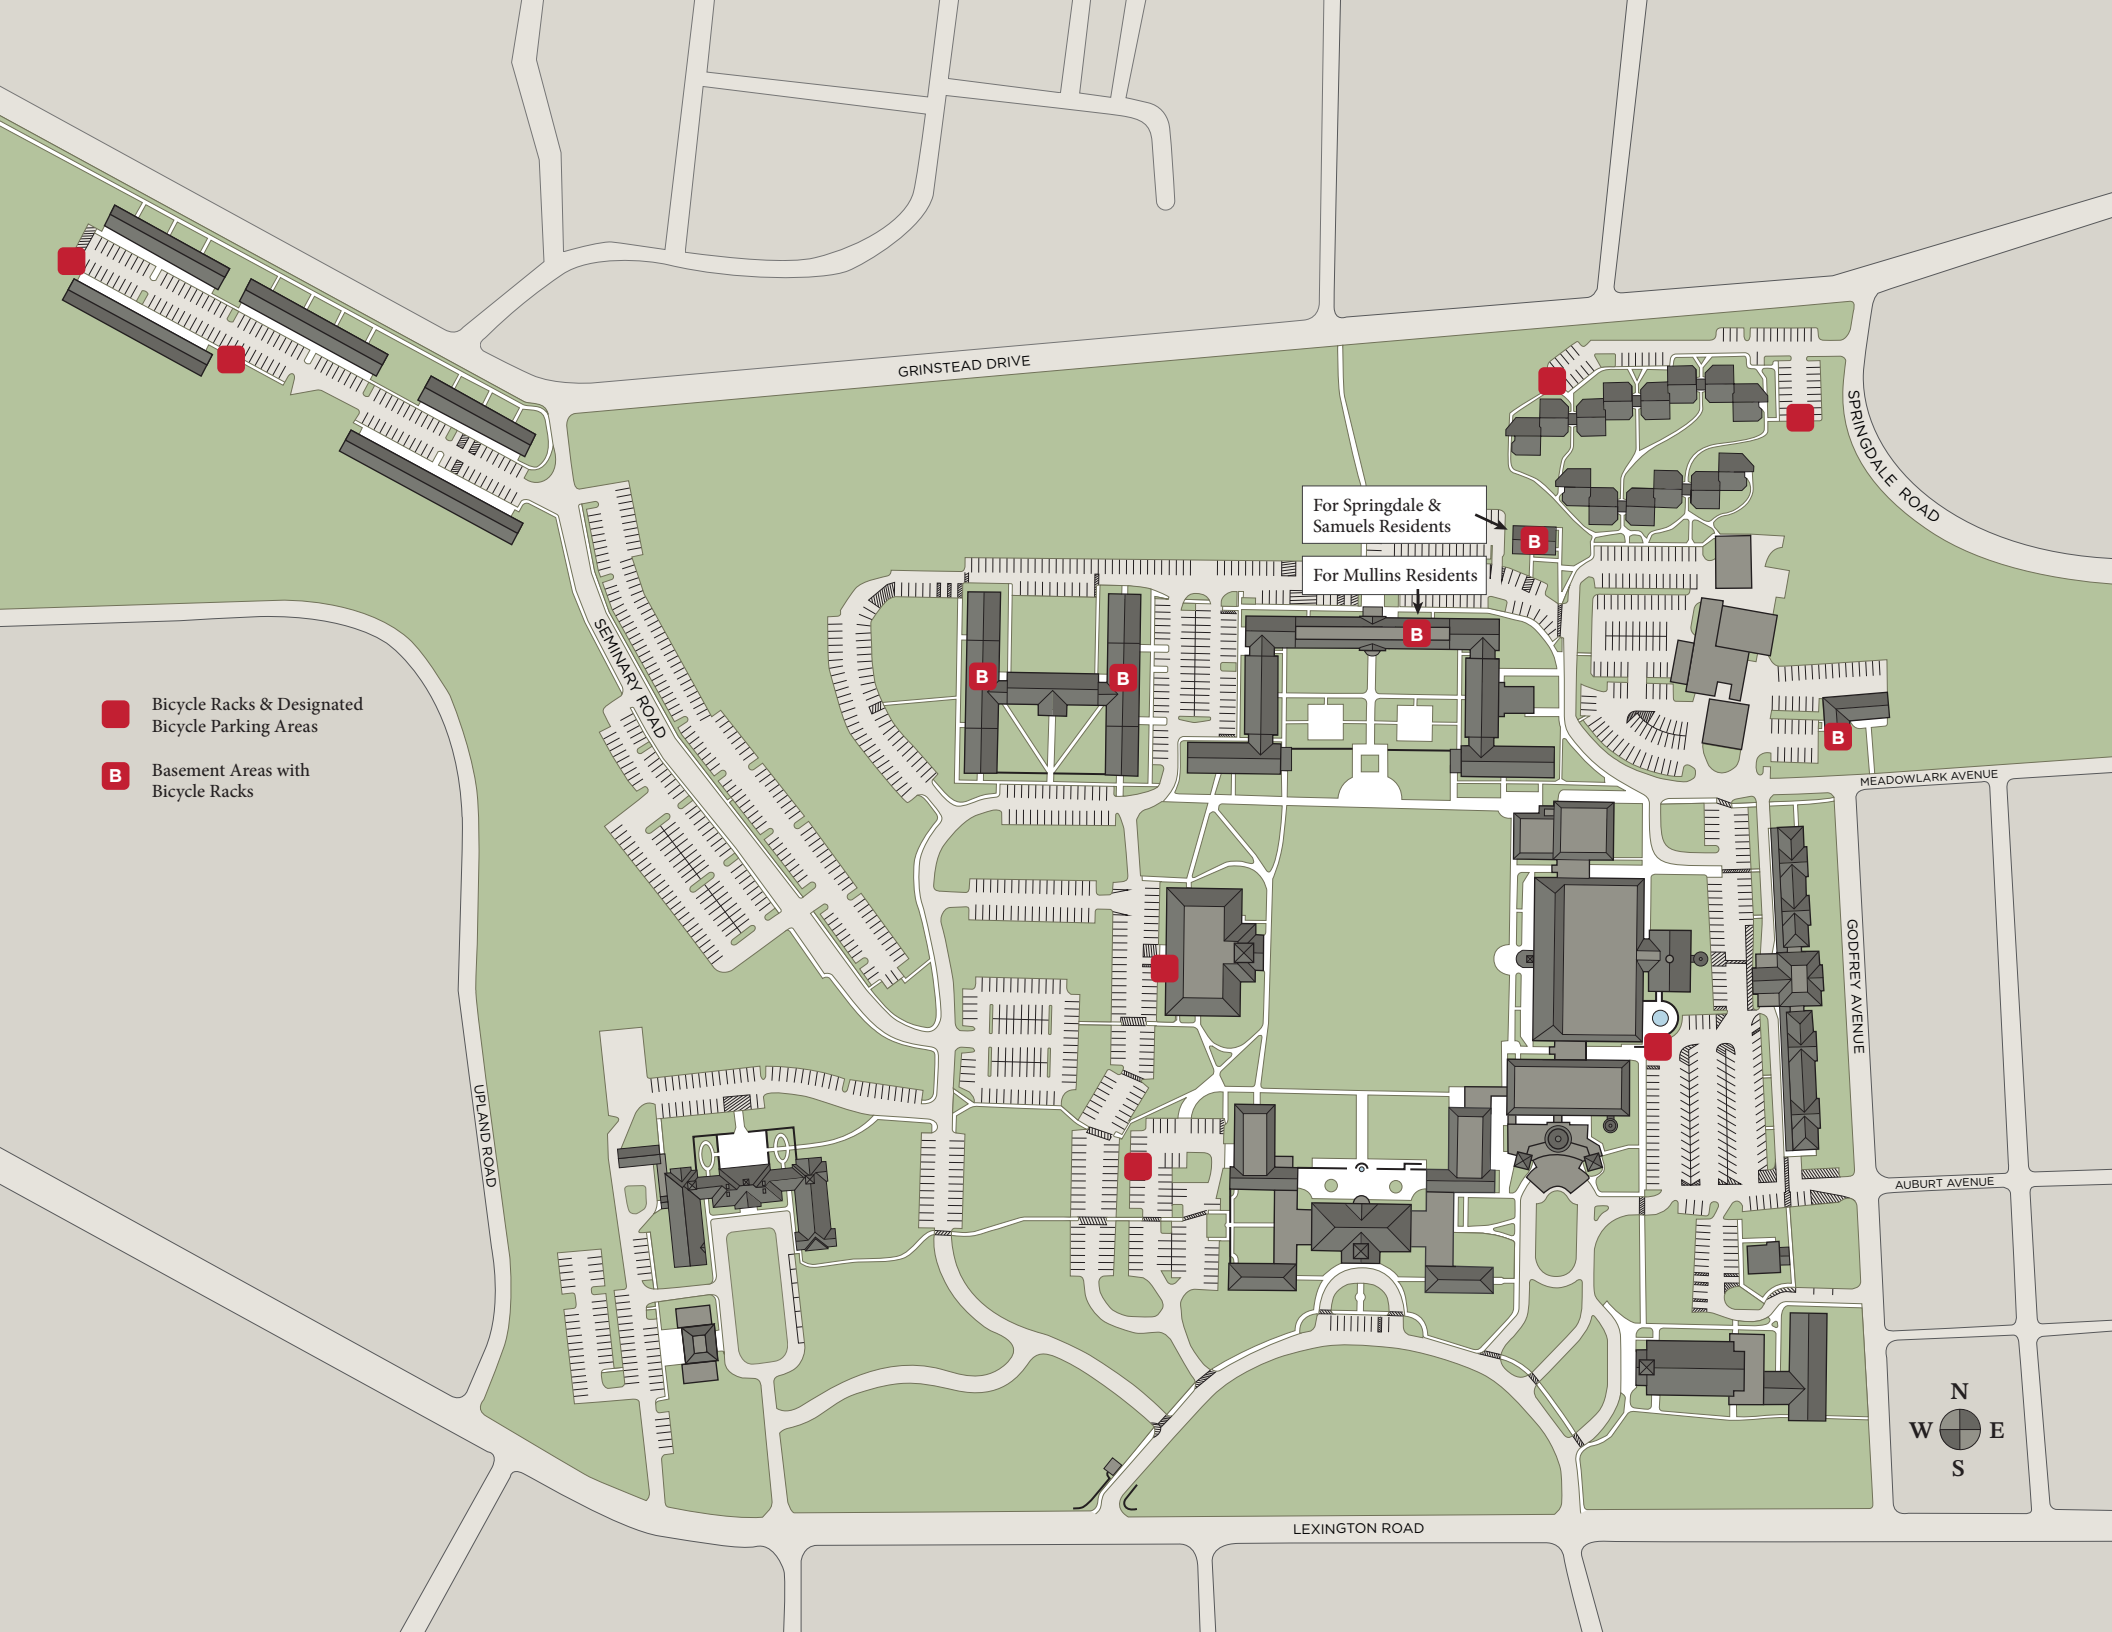 GRINSTEAD DRIVE
SPRINGDALE ROAD
For Springdale &
Samuels Residents
B
For Mullins Residents
B
B
B
SEMINARY ROAD
Bicycle Racks & Designated
Bicycle Parking Areas
B
Basement Areas with
Bicycle Racks
B
MEADOWLARK AVENUE
GODFREY AVENUE
UPLAND ROAD
AUBURT AVENUE
N
W
E
S
LEXINGTON ROAD